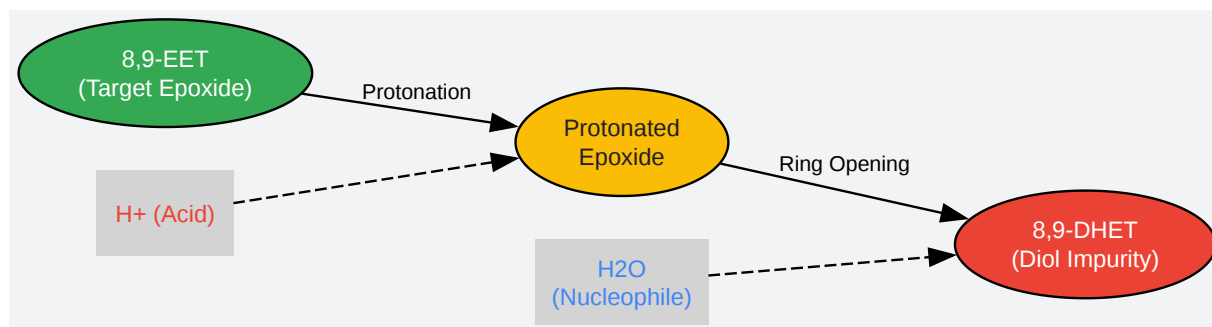 8,9-EET
(Target Epoxide)
Protonation
Protonated
Epoxide
H+ (Acid)
Ring Opening
H2O
(Nucleophile)
8,9-DHET
(Diol Impurity)